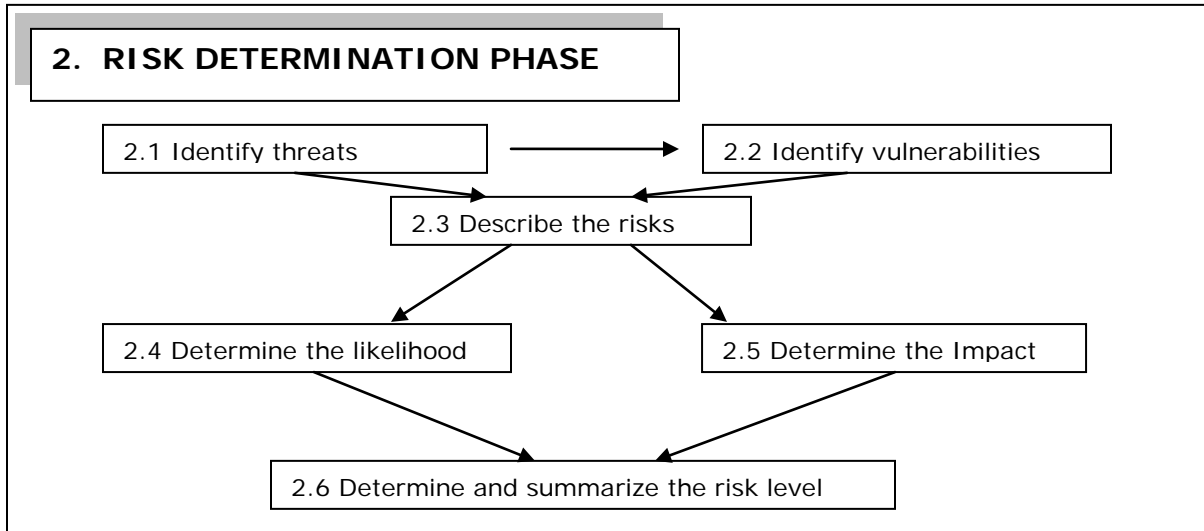 2. RISK DETERMINATION PHASE
2.1 Identify threats
2.2 Identify vulnerabilities
2.3 Describe the risks
2.4 Determine the likelihood
2.5 Determine the Impact
2.6 Determine and summarize the risk level